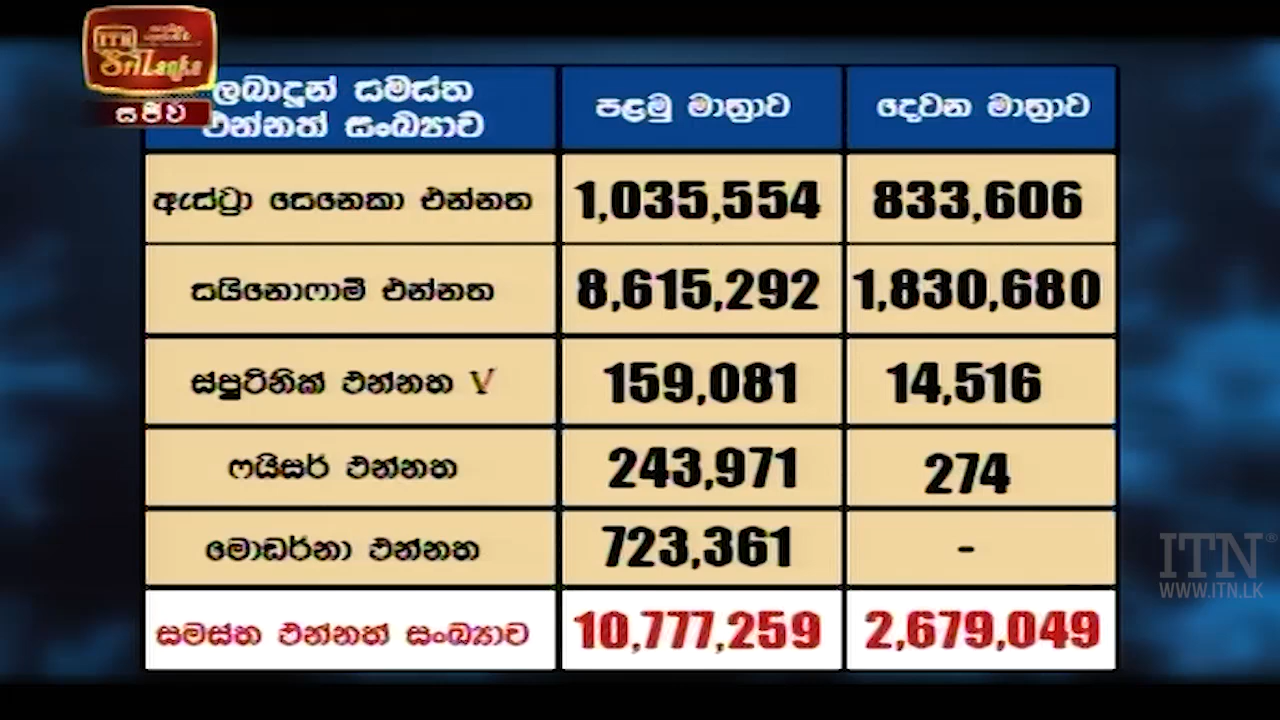 ITN
Sri Lanka
සජීව
ලබාදුන් සමස්ත
එන්නත් සංඛ්‍යාව
පළමු මාත්‍රාව
දෙවන මාත්‍රාව
ඇස්ට්‍රා සෙනෙකා එන්නත
1,035,554
833,606
සයිනොෆාම් එන්නත
8,615,292
1,830,680
ස්පුට්නික් එන්නත V
159,081
14,516
ෆයිසර් එන්නත
243,971
274
මොඩර්නා එන්නත
723,361
-
සමස්ත එන්නත් සංඛ්‍යාව
10,777,259
2,679,049
ITN®
WWW.ITN.LK